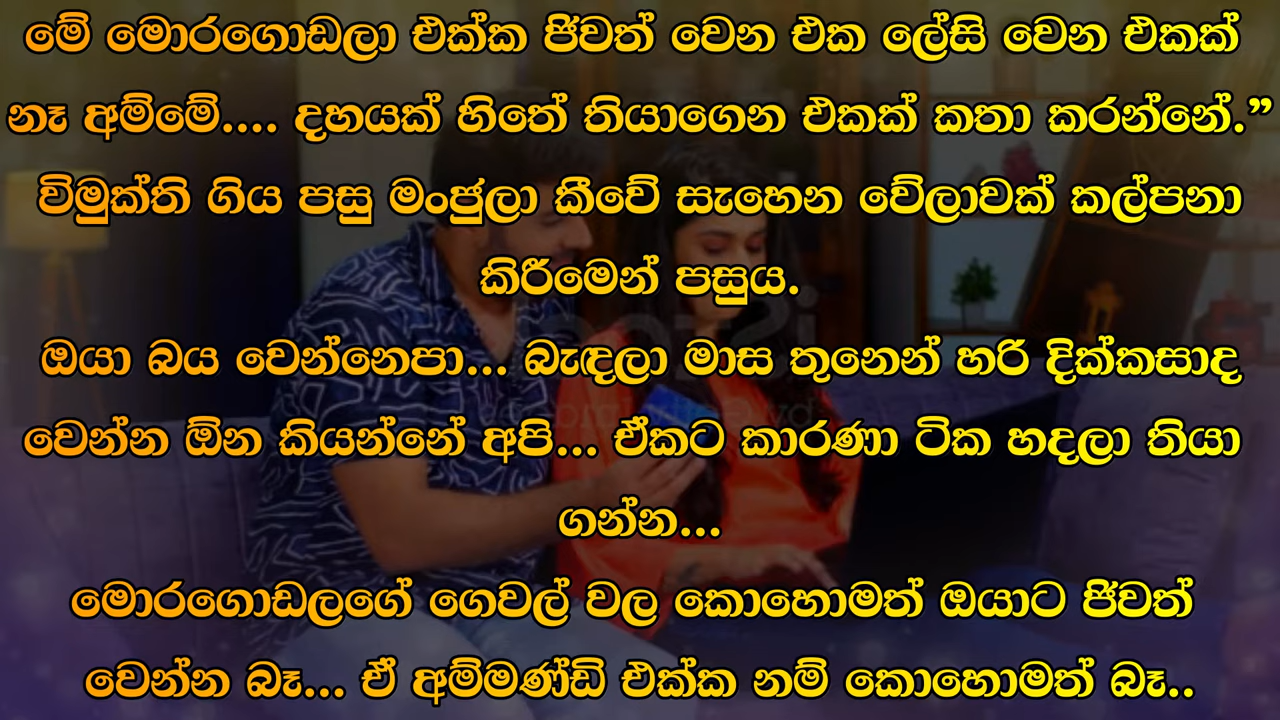 මේ මොරගොඩලා එක්ක ජීවත් වෙන එක ලේසි වෙන එකක්
නෑ අම්මේ.... දහයක් හිතේ තියාගෙන එකක් කතා කරන්නේ.”
විමුක්ති ගිය පසු මංජුලා කීවේ සැහෙන වේලාවක් කල්පනා
කිරීමෙන් පසුය.
ඔයා බය වෙන්නෙපා... බැඳලා මාස තුනෙන් හරි දික්කසාද
වෙන්න ඕන කියන්නේ අපි... ඒකට කාරණා ටික හදලා තියා
ගන්න...
මොරගොඩලගේ ගෙවල් වල කොහොමත් ඔයාට ජීවත්
වෙන්න බෑ... ඒ අම්මණ්ඩි එක්ක නම් කොහොමත් බෑ..